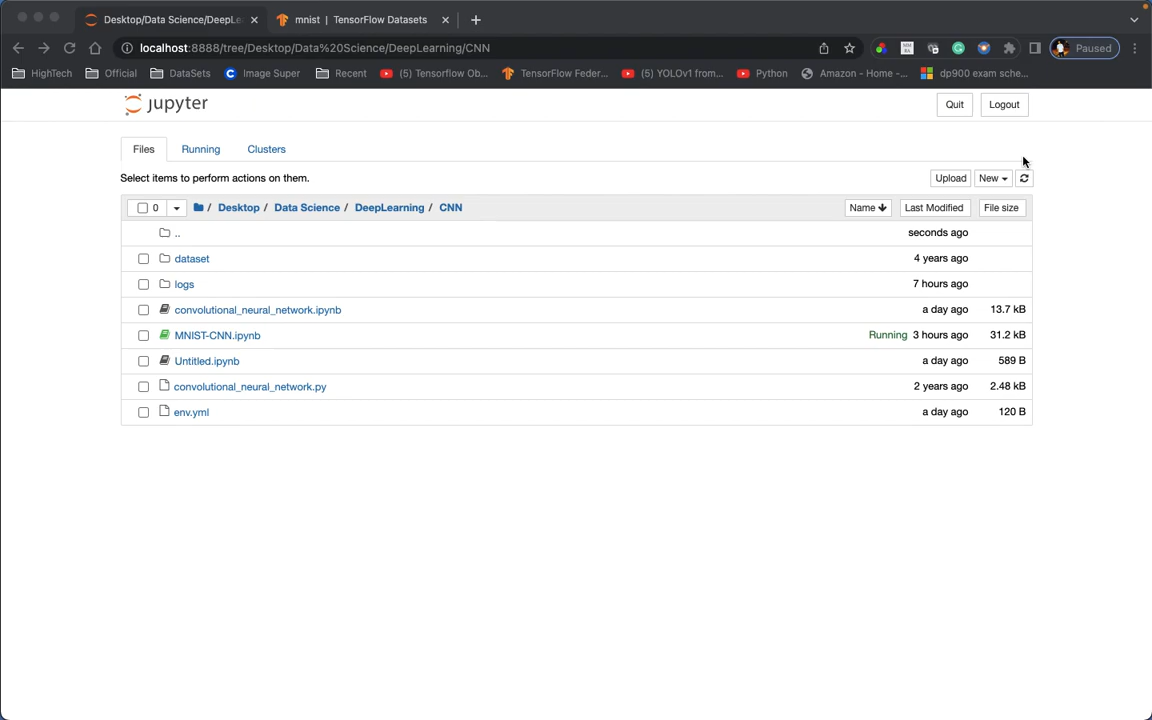 Desktop/Data Science/DeepLe
mnist | TensorFlow Datasets
localhost:8888/tree/Desktop/Data%20Science/DeepLearning/CNN
Paused
HighTech Official DataSets Image Super Recent (5) Tensorflow Ob... TensorFlow Feder... (5) YOLOv1 from... Python Amazon - Home -... dp900 exam sche...
jupyter
Quit Logout
Files Running Clusters
Select items to perform actions on them.
Upload New
0 / Desktop / Data Science / DeepLearning / CNN Name Last Modified File size
.. seconds ago
dataset 4 years ago
logs 7 hours ago
convolutional_neural_network.ipynb a day ago 13.7 kB
MNIST-CNN.ipynb Running 3 hours ago 31.2 kB
Untitled.ipynb a day ago 589 B
convolutional_neural_network.py 2 years ago 2.48 kB
env.yml a day ago 120 B